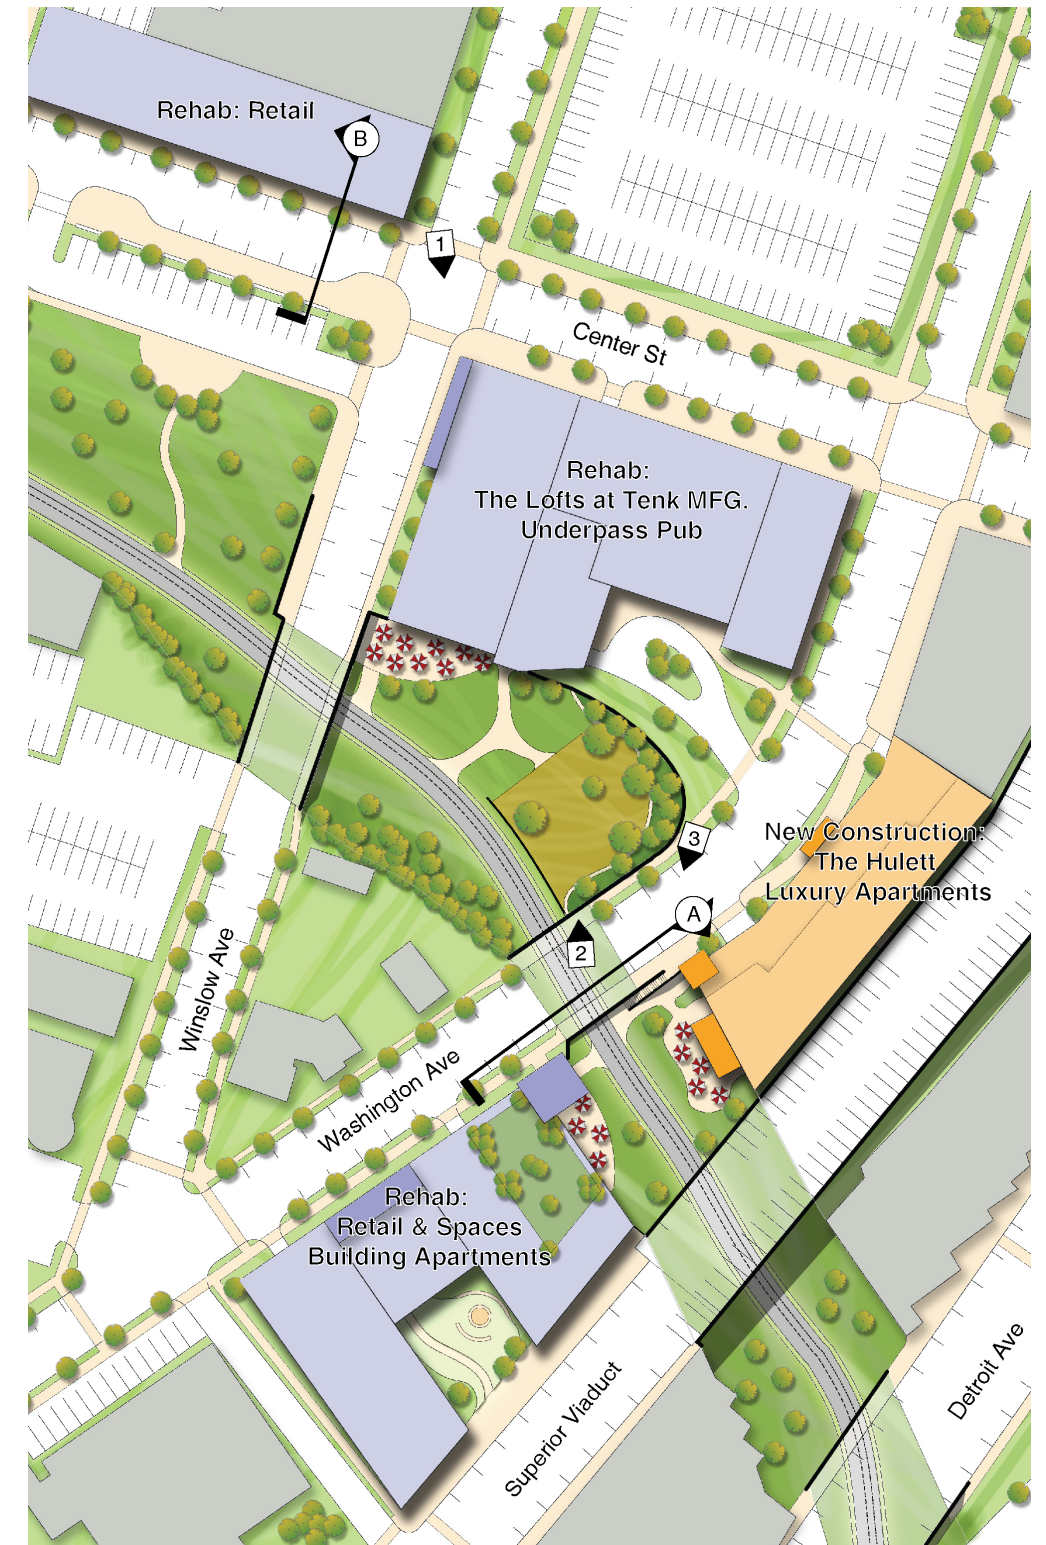 Rehab: Retail
B
1
Center St
Rehab:
The Lofts at Tenk MFG.
Underpass Pub
3
New Construction:
The Hulett
Luxury Apartments
A
2
Winslow Ave
Washington Ave
Rehab:
Retail & Spaces
Building Apartments
Superior Viaduct
Detroit Ave